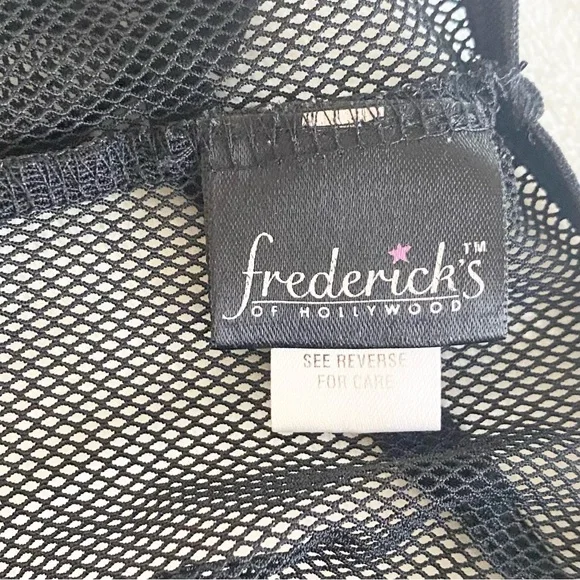 frederick's™
OF HOLLYWOOD
SEE REVERSE
FOR CARE